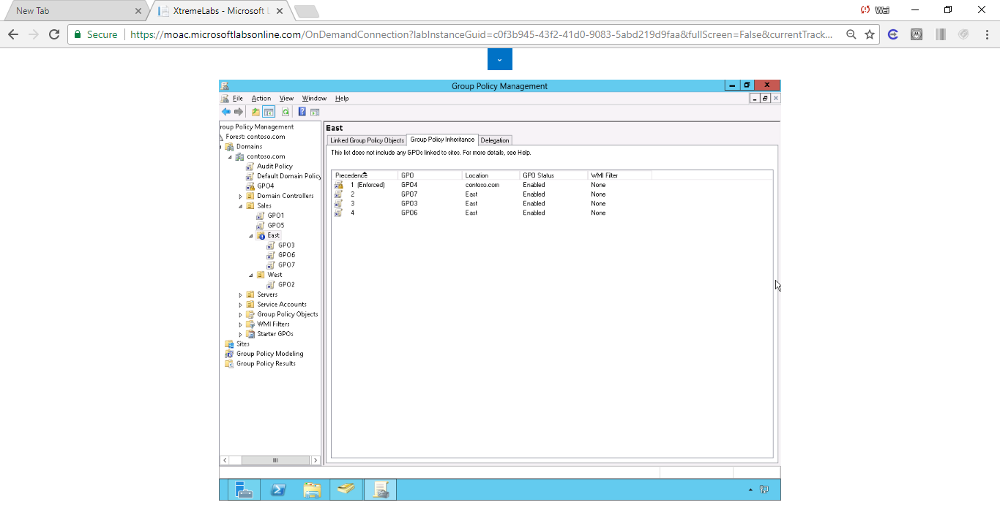 New Tab
XtremeLabs - Microsoft L
Wei
Secure
https://moac.microsoftlabsonline.com/OnDemandConnection?labInstanceGuid=c0f3b945-43f2-41d0-9083-5abd219d9faa&fullScreen=False&currentTrack...
Group Policy Management
File Action View Window Help
roup Policy Management
Forest: contoso.com
Domains
contoso.com
Audit Policy
Default Domain Policy
GPO4
Domain Controllers
Sales
GPO1
GPO5
East
GPO3
GPO6
GPO7
West
GPO2
Servers
Service Accounts
Group Policy Objects
WMI Filters
Starter GPOs
Sites
Group Policy Modeling
Group Policy Results
East
Linked Group Policy Objects Group Policy Inheritance Delegation
This list does not include any GPOs linked to sites. For more details, see Help.
Precedence GPO Location GPO Status WMI Filter
1 (Enforced) GPO4 contoso.com Enabled None
2 GPO7 East Enabled None
3 GPO3 East Enabled None
4 GPO6 East Enabled None